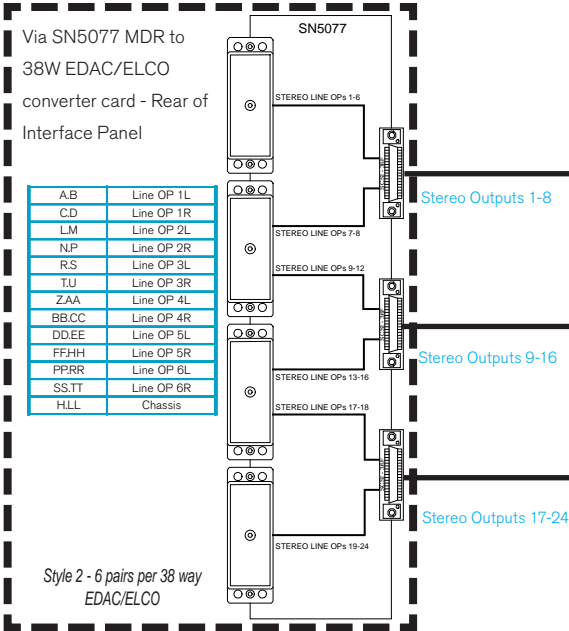 Via SN5077 MDR to
38W EDAC/ELCO
converter card - Rear of
Interface Panel
SN5077
STEREO LINE OPs 1-6
STEREO LINE OPs 7-8
STEREO LINE OPs 9-12
STEREO LINE OPs 13-16
STEREO LINE OPs 17-18
STEREO LINE OPs 19-24
Stereo Outputs 1-8
Stereo Outputs 9-16
Stereo Outputs 17-24
A.B Line OP 1L
C.D Line OP 1R
L.M Line OP 2L
N.P Line OP 2R
R.S Line OP 3L
T.U Line OP 3R
Z.AA Line OP 4L
BB.CC Line OP 4R
DD.EE Line OP 5L
FF.HH Line OP 5R
PP.RR Line OP 6L
SS.TT Line OP 6R
H.LL Chassis
Style 2 - 6 pairs per 38 way
EDAC/ELCO